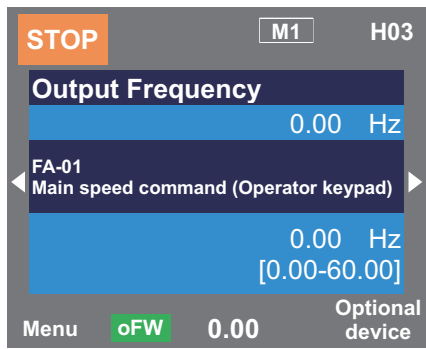 STOP M1 H03
Output Frequency
0.00 Hz
FA-01
Main speed command (Operator keypad)
0.00 Hz
[0.00-60.00]
Menu oFW 0.00 Optional
device